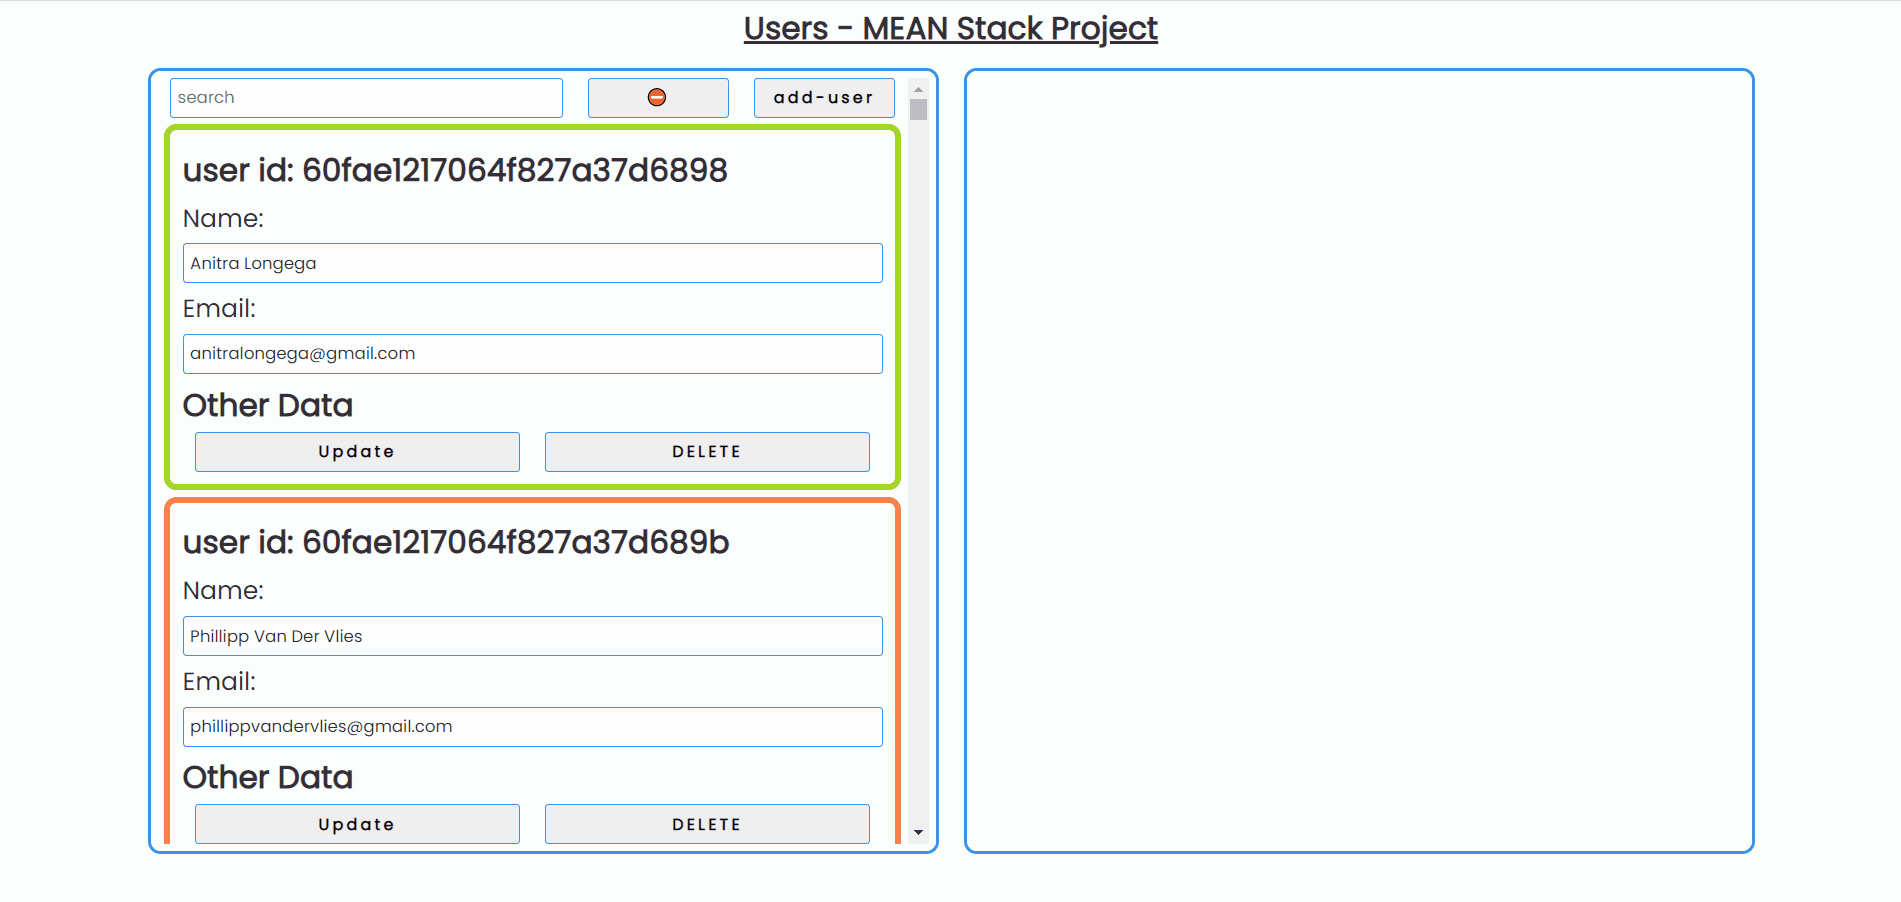 Users - MEAN Stack Project
search
add-user
user id: 60fae1217064f827a37d6898
Name:
Anitra Longega
Email:
anitralongega@gmail.com
Other Data
Update
DELETE
user id: 60fae1217064f827a37d689b
Name:
Phillipp Van Der Vlies
Email:
phillippvandervlies@gmail.com
Other Data
Update
DELETE